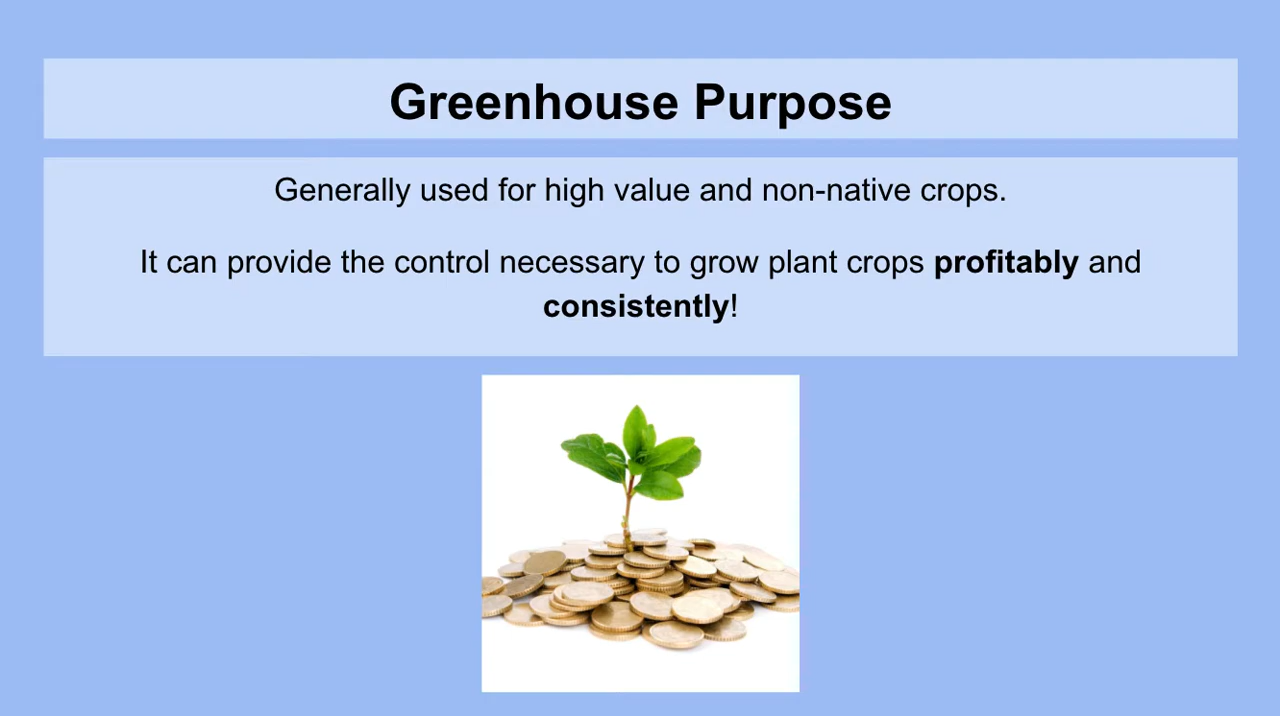 Greenhouse Purpose
Generally used for high value and non-native crops.
It can provide the control necessary to grow plant crops profitably and
consistently!